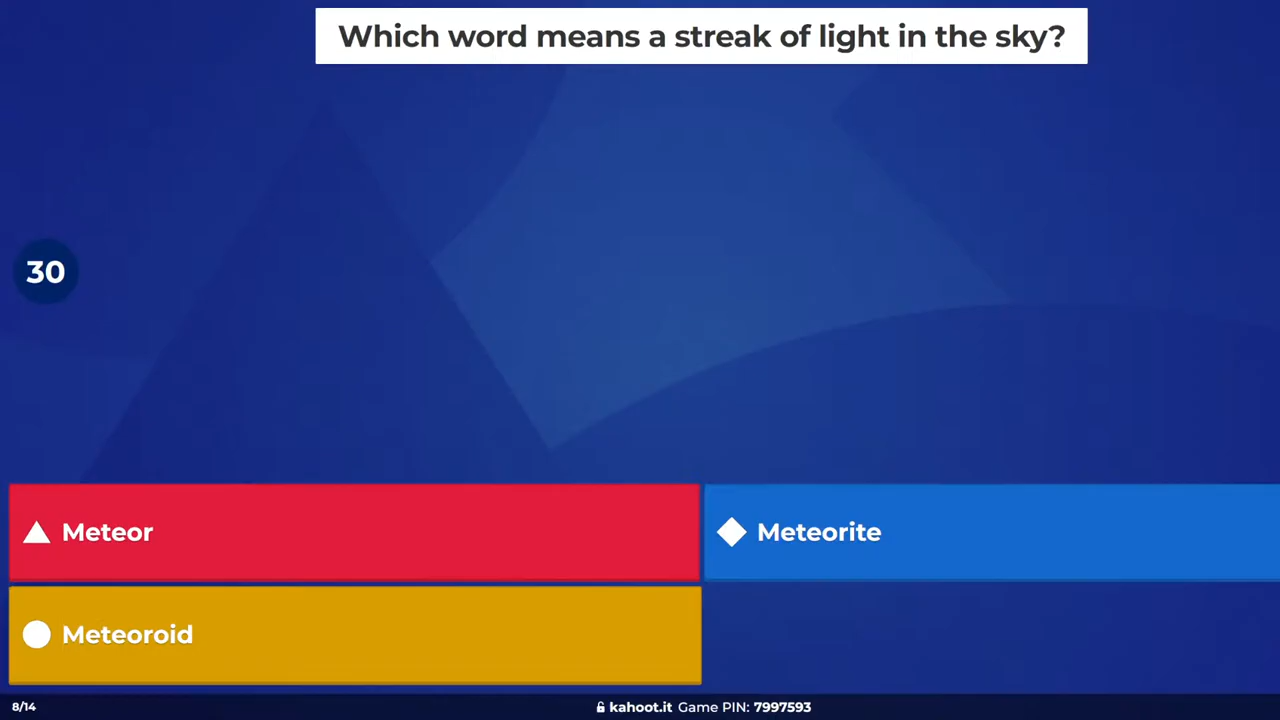 Which word means a streak of light in the sky?
30
Meteor
Meteorite
Meteoroid
8/14
kahoot.it Game PIN: 7997593